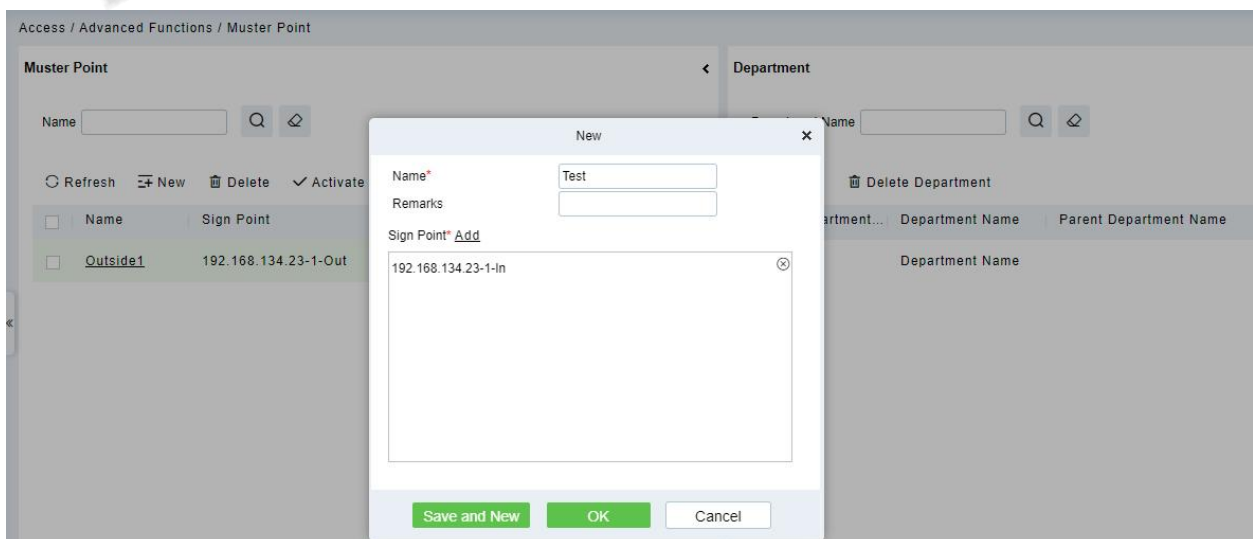 Access / Advanced Functions / Muster Point
Muster Point
Department
Name
Name
New
Refresh New Delete Activate
Delete Department
Name Sign Point
Department Name Parent Department Name
Outside1 192.168.134.23-1-Out
Department Name
Name* Test
Remarks
Sign Point* Add
192.168.134.23-1-In
Save and New OK Cancel